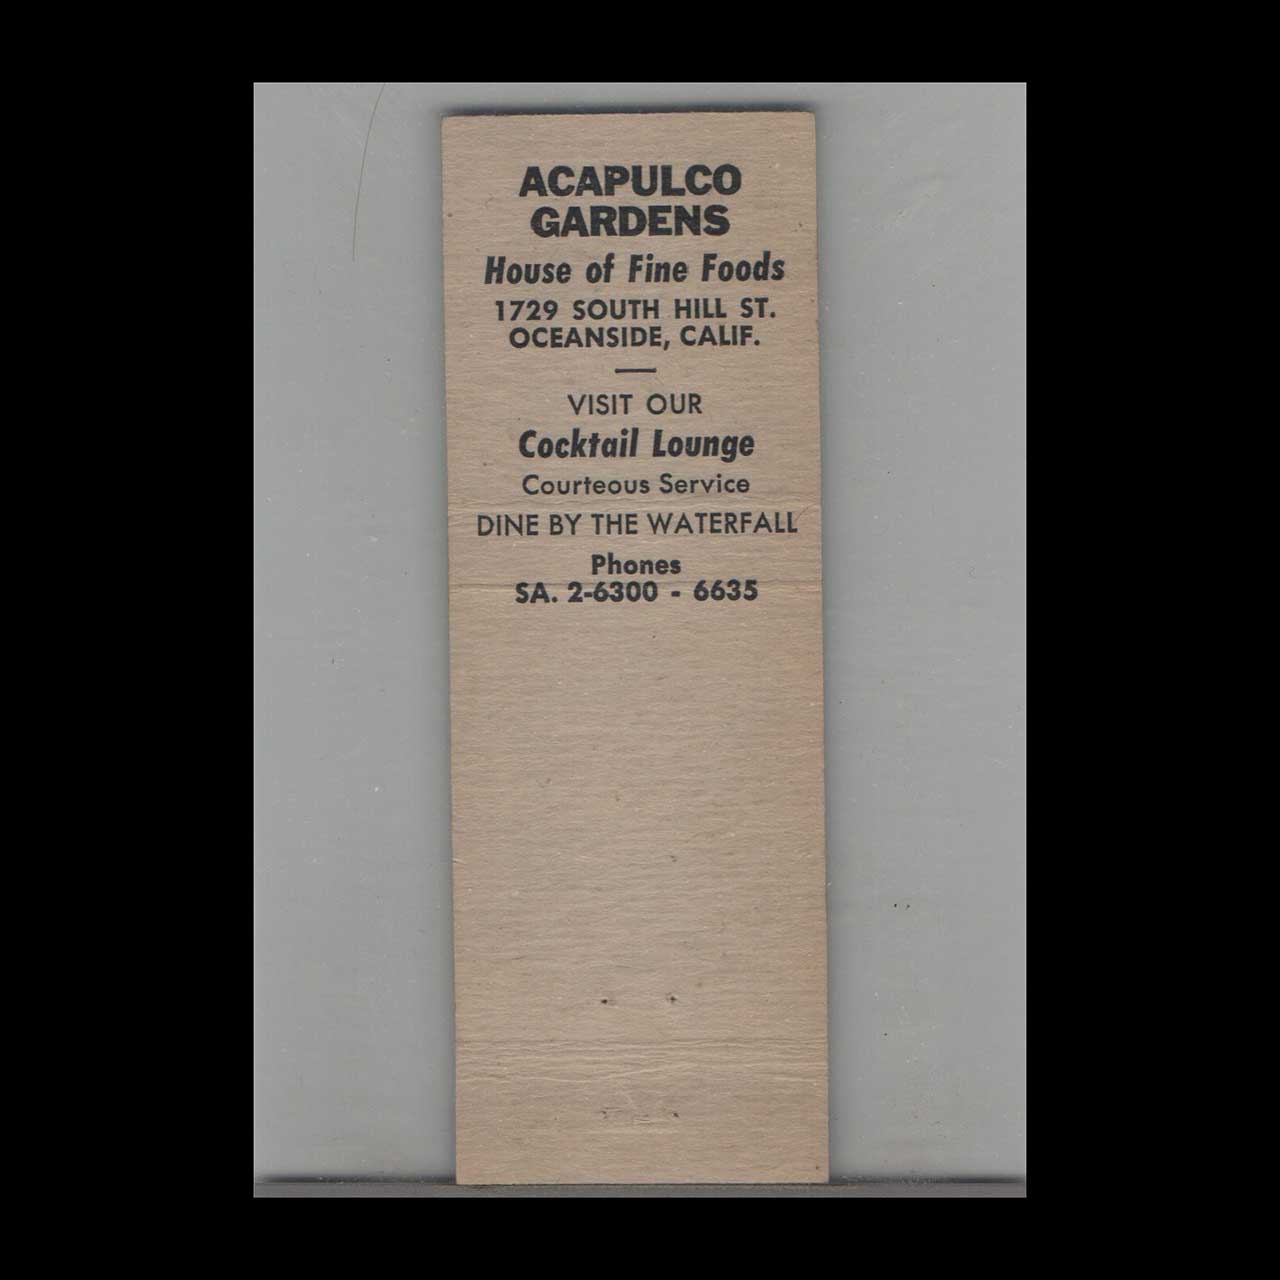 ACAPULCO
GARDENS
House of Fine Foods
1729 SOUTH HILL ST.
OCEANSIDE, CALIF.
VISIT OUR
Cocktail Lounge
Courteous Service
DINE BY THE WATERFALL
Phones
SA. 2-6300 - 6635